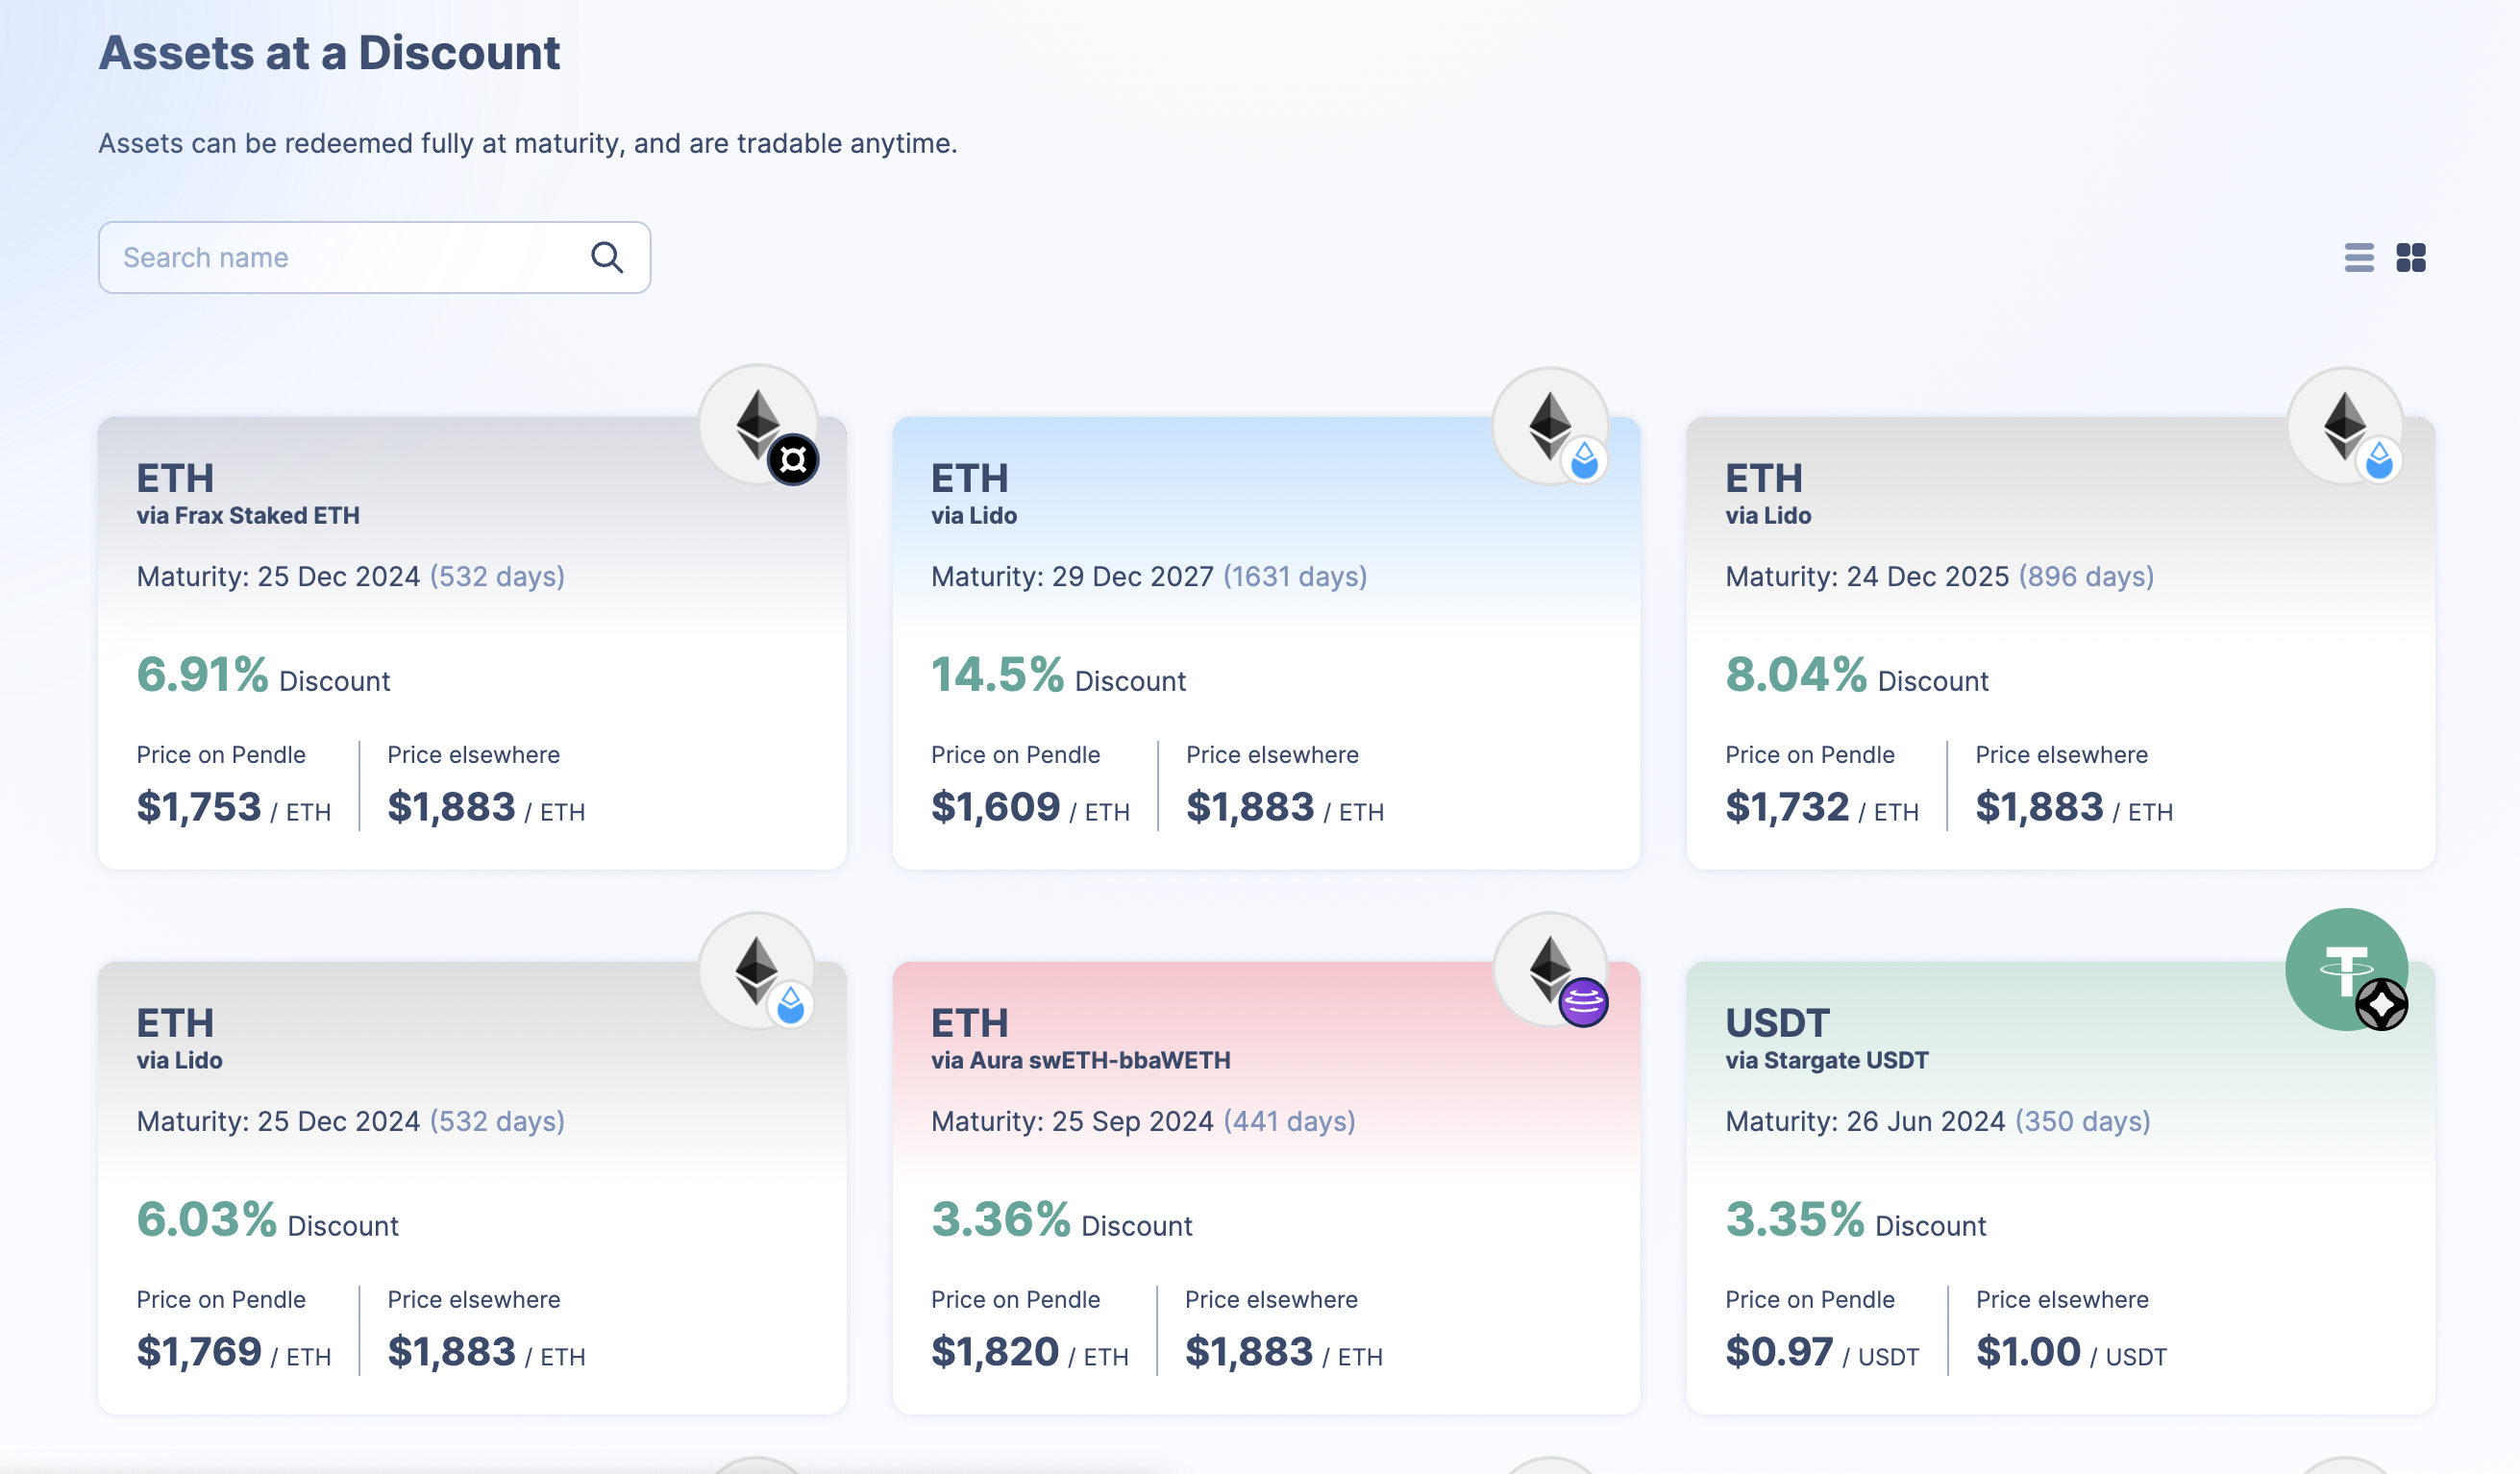 Assets at a Discount
Assets can be redeemed fully at maturity, and are tradable anytime.
Search name
ETH
via Frax Staked ETH
Maturity: 25 Dec 2024 (532 days)
6.91% Discount
Price on Pendle
Price elsewhere
$1,753 / ETH
$1,883 / ETH
ETH
via Lido
Maturity: 29 Dec 2027 (1631 days)
14.5% Discount
Price on Pendle
Price elsewhere
$1,609 / ETH
$1,883 / ETH
ETH
via Lido
Maturity: 24 Dec 2025 (896 days)
8.04% Discount
Price on Pendle
Price elsewhere
$1,732 / ETH
$1,883 / ETH
ETH
via Lido
Maturity: 25 Dec 2024 (532 days)
6.03% Discount
Price on Pendle
Price elsewhere
$1,769 / ETH
$1,883 / ETH
ETH
via Aura swETH-bbaWETH
Maturity: 25 Sep 2024 (441 days)
3.36% Discount
Price on Pendle
Price elsewhere
$1,820 / ETH
$1,883 / ETH
USDT
via Stargate USDT
Maturity: 26 Jun 2024 (350 days)
3.35% Discount
Price on Pendle
Price elsewhere
$0.97 / USDT
$1.00 / USDT